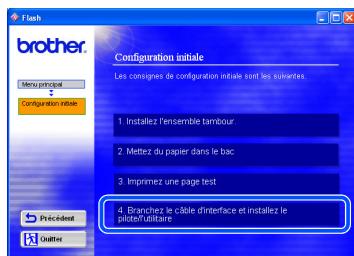 Flash
brother.
Configuration initiale
Les consignes de configuration initiale sont les suivantes.
Menu principal
Configuration initiale
1. Installez l'ensemble tambour.
2. Mettez du papier dans le bac
3. Imprimez une page test
4. Branchez le câble d'interface et installez le
pilote/l'utilitaire
Précédent
Quitter